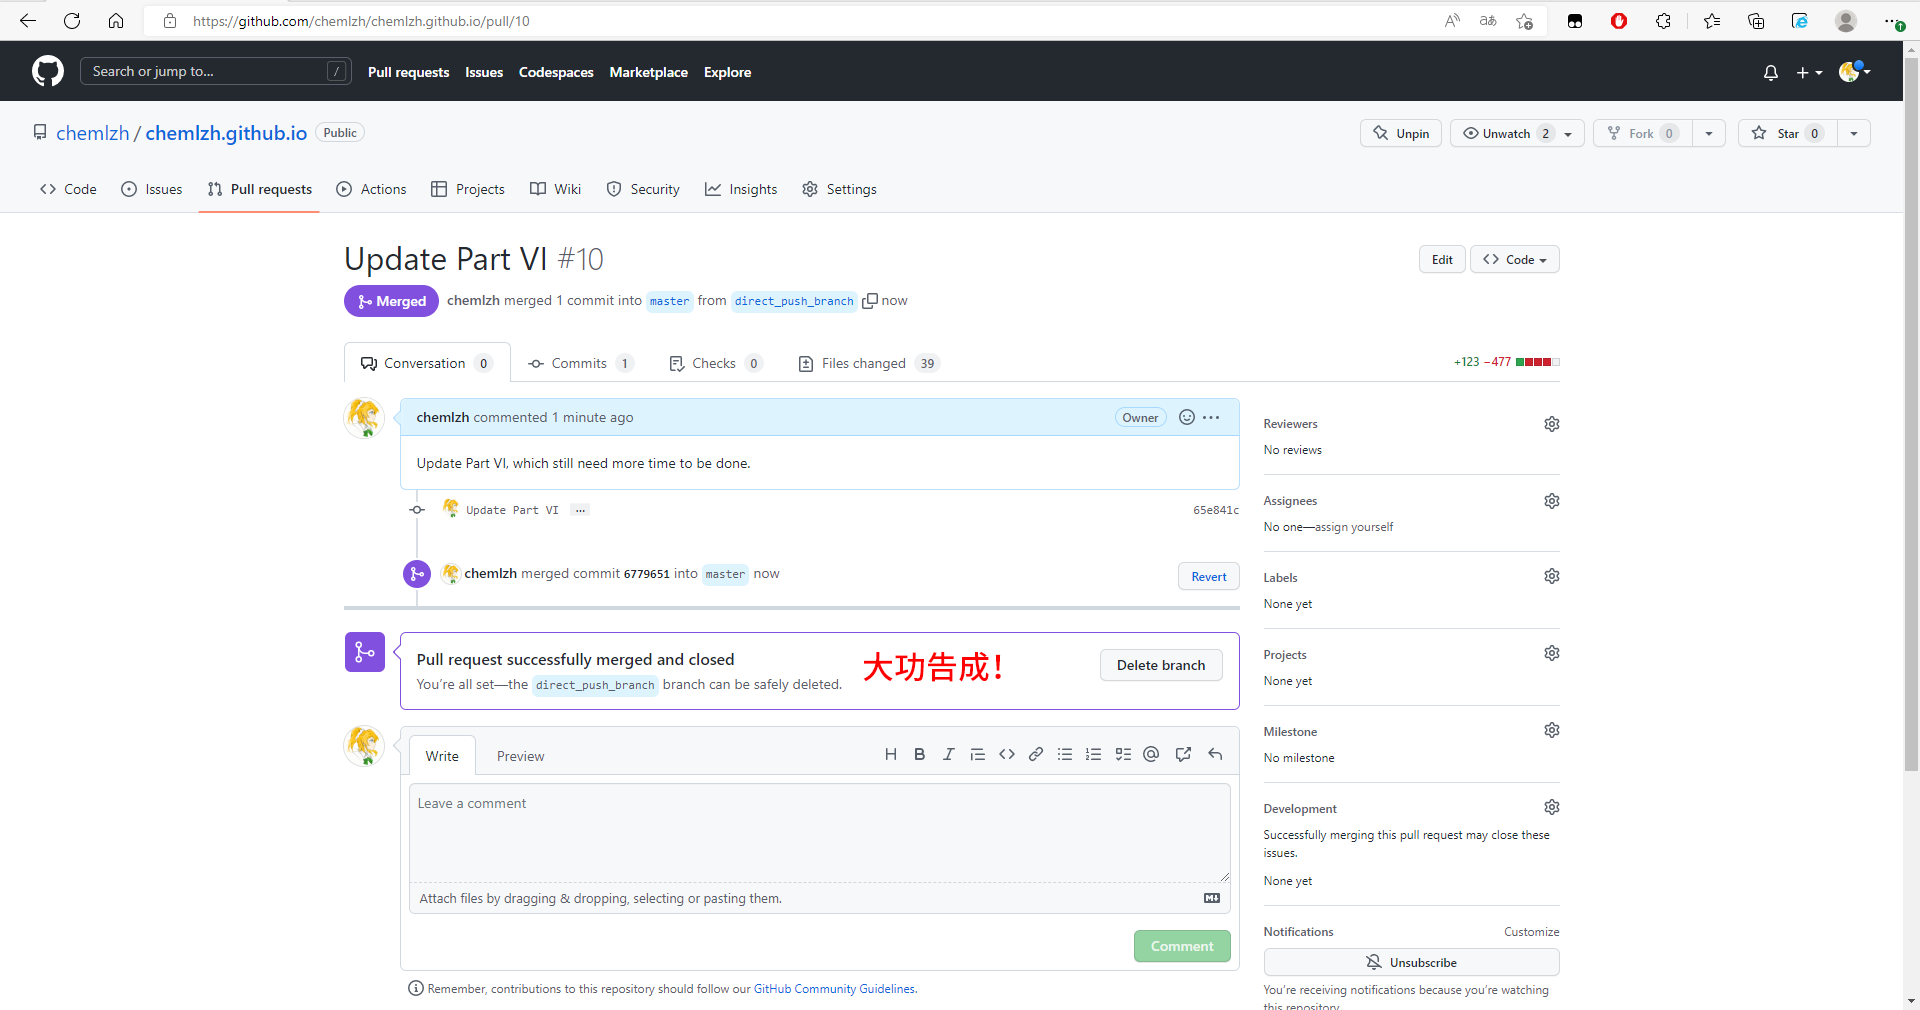 https://github.com/chemlzh/chemlzh.github.io/pull/10
Search or jump to...
/
Pull requests
Issues
Codespaces
Marketplace
Explore
chemlzh / chemlzh.github.io
Public
Unpin
Unwatch 2
Fork 0
Star 0
Code
Issues
Pull requests
Actions
Projects
Wiki
Security
Insights
Settings
Update Part VI #10
Edit
Code
Merged
chemlzh merged 1 commit into master from direct_push_branch now
Conversation 0
Commits 1
Checks 0
Files changed 39
+123 −477
chemlzh commented 1 minute ago
Owner
Update Part VI, which still need more time to be done.
Update Part VI ...
65e841c
chemlzh merged commit 6779651 into master now
Revert
Pull request successfully merged and closed
You're all set—the direct_push_branch branch can be safely deleted.
大功告成！
Delete branch
Write
Preview
Leave a comment
Attach files by dragging & dropping, selecting or pasting them.
Comment
Remember, contributions to this repository should follow our GitHub Community Guidelines.
Reviewers
No reviews
Assignees
No one—assign yourself
Labels
None yet
Projects
None yet
Milestone
No milestone
Development
Successfully merging this pull request may close these
issues.
None yet
Notifications
Customize
Unsubscribe
You're receiving notifications because you're watching
this repository.